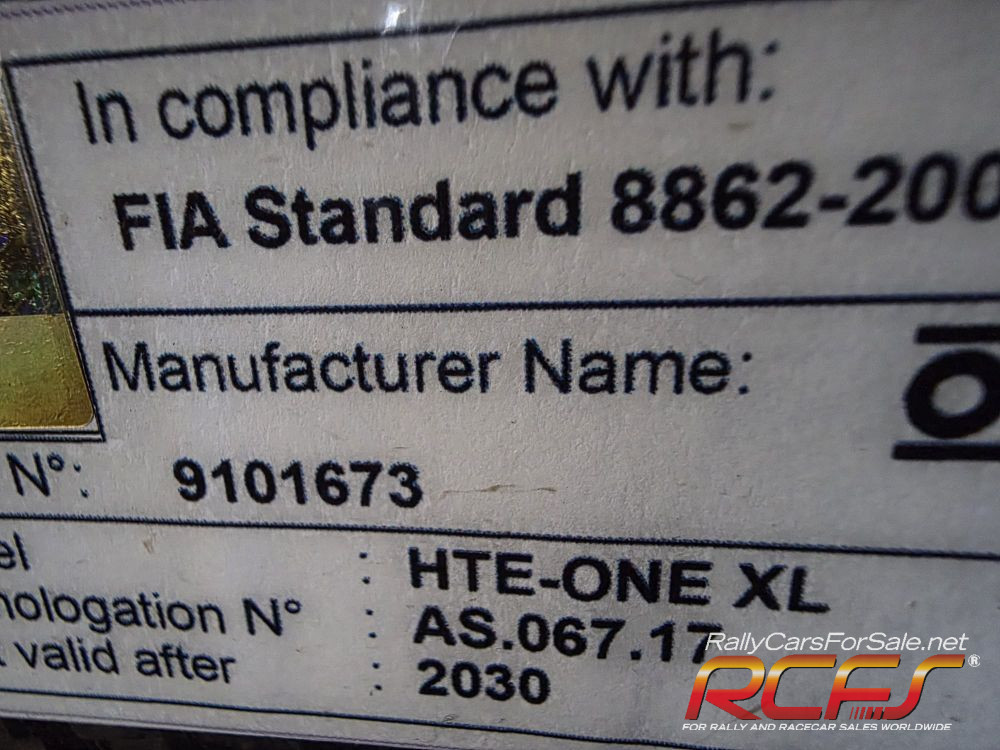 In compliance with:
FIA Standard 8862-200
Manufacturer Name:
N°: 9101673
el : HTE-ONE XL
nologation N° : AS.067.17
valid after : 2030
RallyCarsForSale.net
RCFS®
FOR RALLY AND RACECAR SALES WORLDWIDE